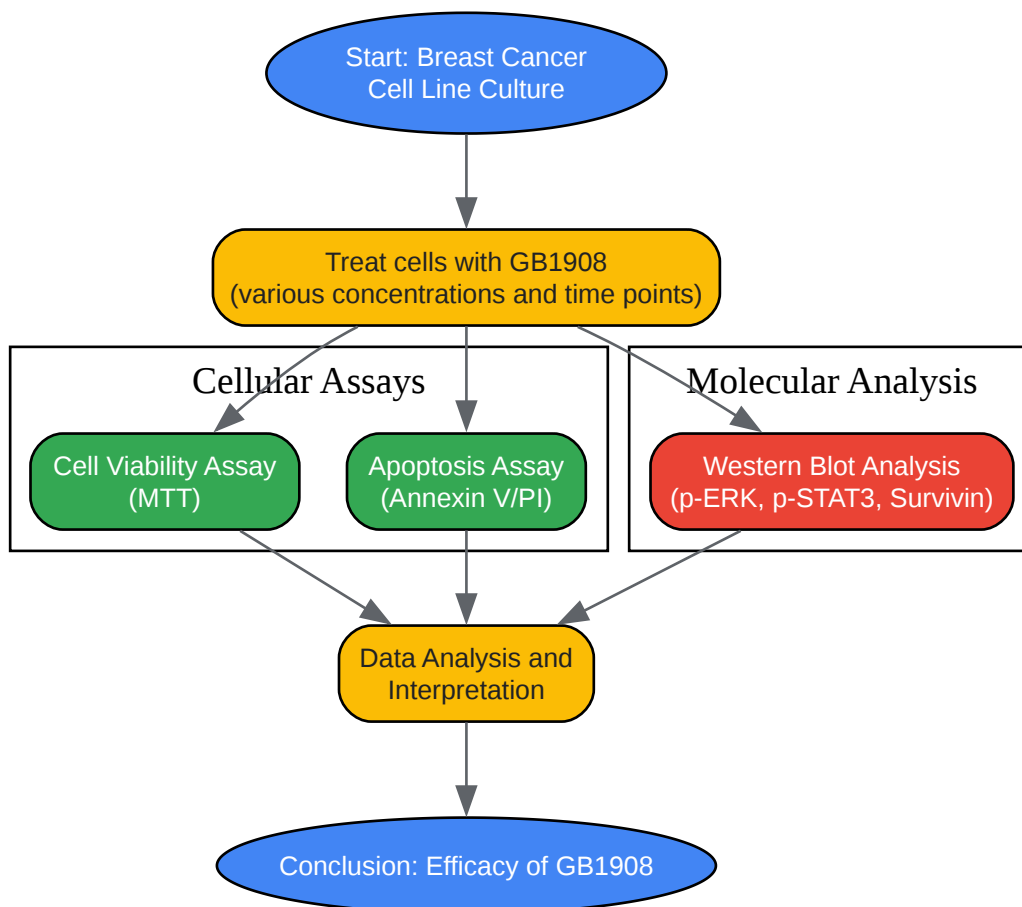 Start: Breast Cancer
Cell Line Culture
Treat cells with GB1908
(various concentrations and time points)
Cellular Assays
Molecular Analysis
Cell Viability Assay
(MTT)
Apoptosis Assay
(Annexin V/PI)
Western Blot Analysis
(p-ERK, p-STAT3, Survivin)
Data Analysis and
Interpretation
Conclusion: Efficacy of GB1908